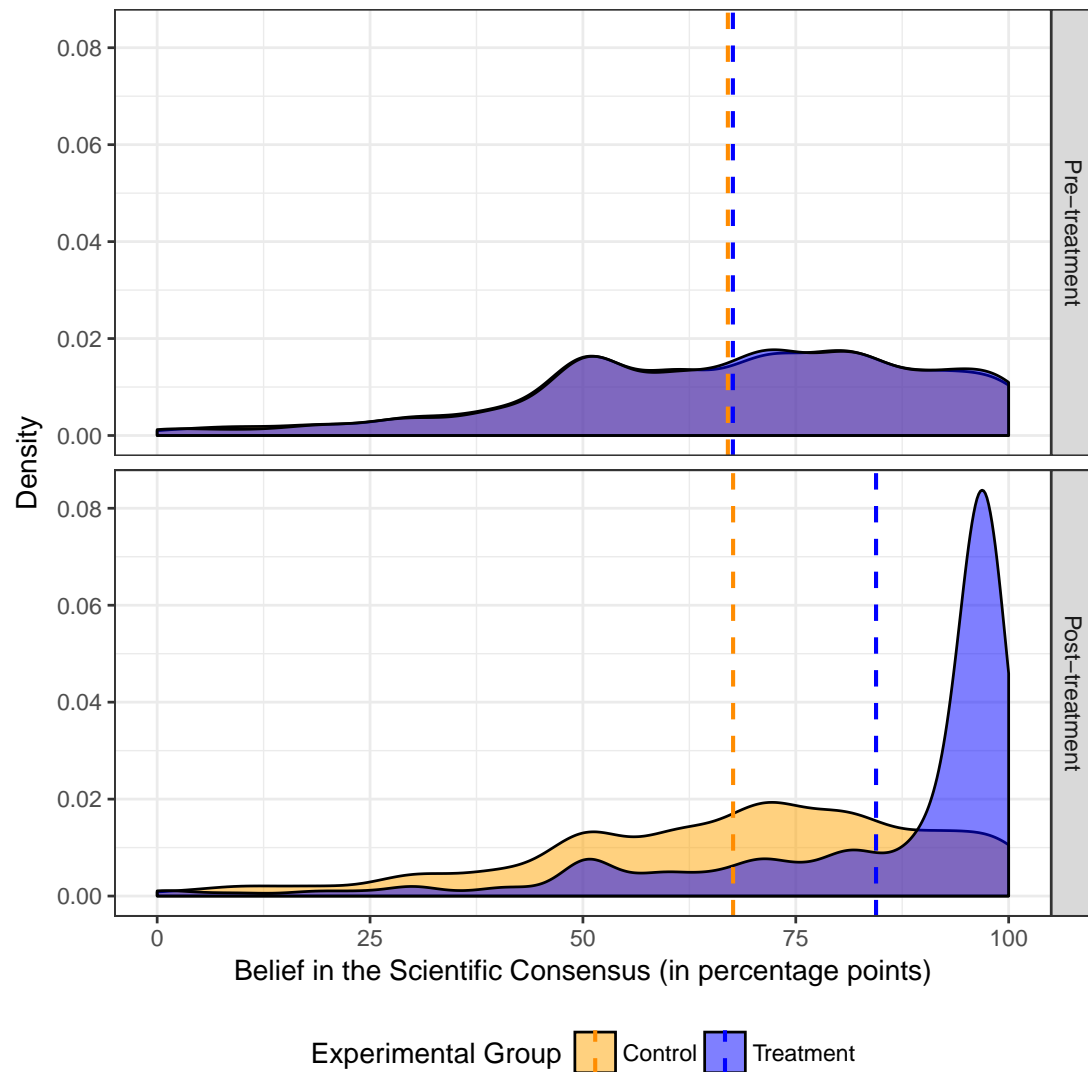 0.08
0.06
0.04
0.02
0.00
Pre−treatment
Density
0.08
0.06
0.04
0.02
0.00
Post−treatment
0 25 50 75 100
Belief in the Scientific Consensus (in percentage points)
Experimental Group Control Treatment